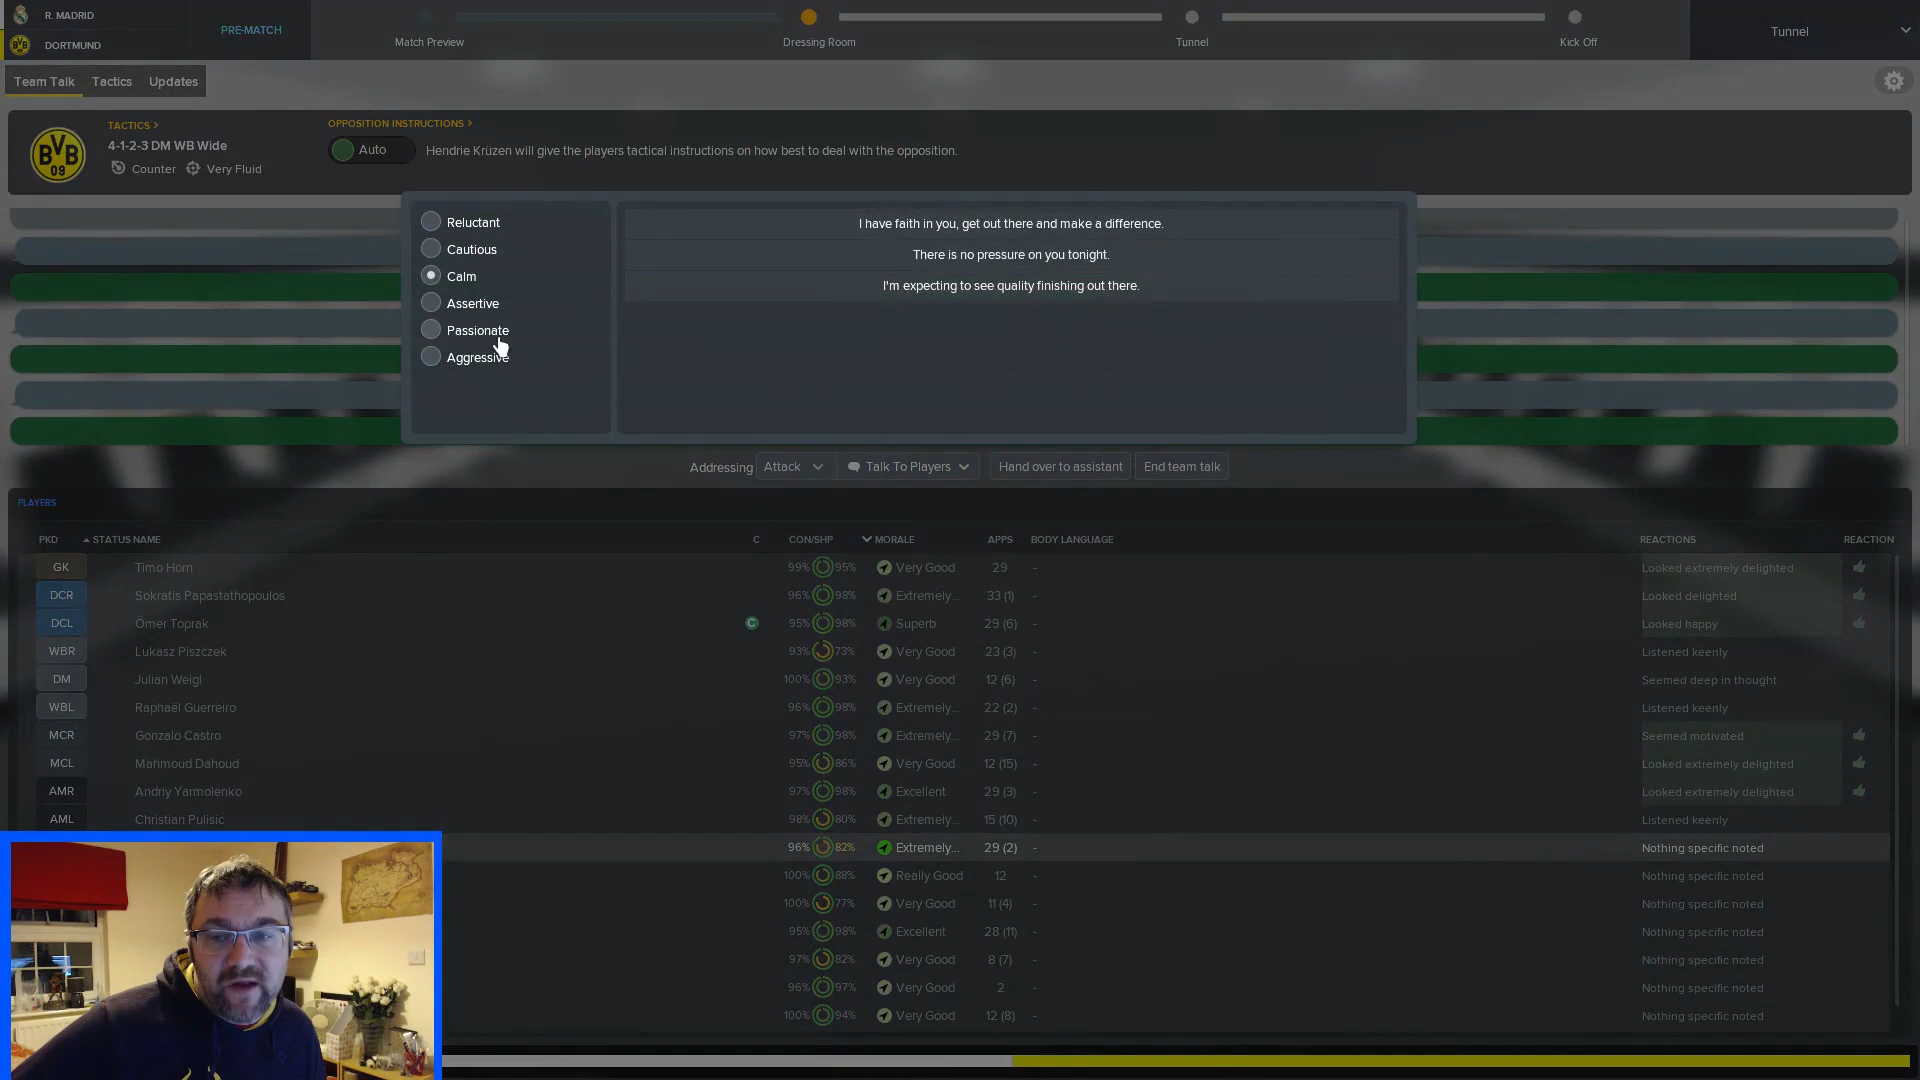 R. MADRID
DORTMUND
PRE-MATCH
Match Preview
Dressing Room
Tunnel
Kick Off
Tunnel
Team Talk Tactics Updates
TACTICS >
4-1-2-3 DM WB Wide
Counter Very Fluid
OPPOSITION INSTRUCTIONS >
Auto
Hendrie Krüzen will give the players tactical instructions on how best to deal with the opposition.
BVB
09
Reluctant
Cautious
Calm
Assertive
Passionate
Aggressive
I have faith in you, get out there and make a difference.
There is no pressure on you tonight.
I'm expecting to see quality finishing out there.
Addressing Attack Talk To Players Hand over to assistant End team talk
PLAYERS
PKD STATUS NAME C CON/SHP MORALE APPS BODY LANGUAGE REACTIONS REACTION
GK Timo Horn 99% 95% Very Good 29 - Looked extremely delighted
DCR Sokratis Papastathopoulos 96% 98% Extremely... 33 (1) - Looked delighted
DCL Ömer Toprak C 95% 98% Superb 29 (6) - Looked happy
WBR Łukasz Piszczek 93% 73% Very Good 23 (3) - Listened keenly
DM Julian Weigl 100% 93% Very Good 12 (6) - Seemed deep in thought
WBL Raphaël Guerreiro 96% 98% Extremely... 22 (2) - Listened keenly
MCR Gonzalo Castro 97% 98% Extremely... 29 (7) - Seemed motivated
MCL Mahmoud Dahoud 95% 86% Very Good 12 (15) - Looked extremely delighted
AMR Andriy Yarmolenko 97% 98% Excellent 29 (3) - Looked extremely delighted
AML Christian Pulisic 98% 80% Extremely... 15 (10) - Listened keenly
96% 82% Extremely... 29 (2) - Nothing specific noted
100% 88% Really Good 12 - Nothing specific noted
100% 77% Very Good 11 (4) - Nothing specific noted
95% 98% Excellent 28 (11) - Nothing specific noted
97% 82% Very Good 8 (7) - Nothing specific noted
96% 97% Very Good 2 - Nothing specific noted
100% 94% Very Good 12 (8) - Nothing specific noted